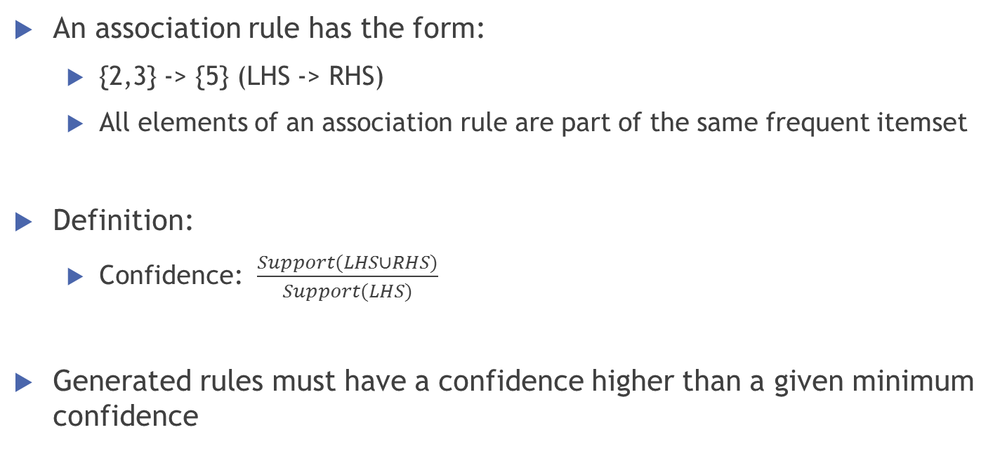 An association rule has the form:
{2,3} -> {5} (LHS -> RHS)
All elements of an association rule are part of the same frequent itemset
Definition:
Confidence: Support(LHS∪RHS)
Support(LHS)
Generated rules must have a confidence higher than a given minimum
confidence